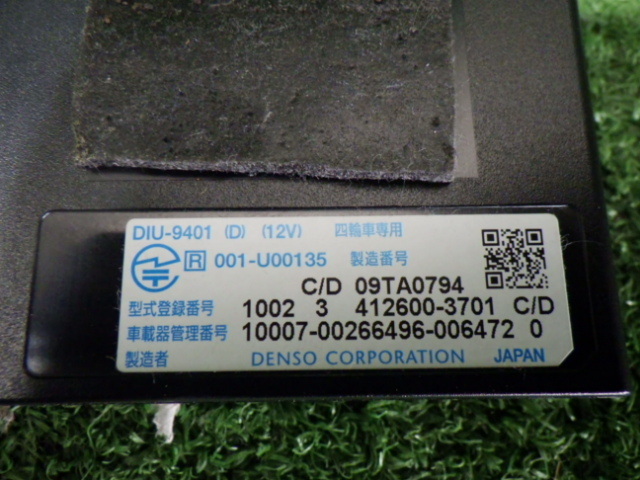 DIU-9401 (D) (12V) 四輪車専用
R 001-U00135 製造番号
C/D 09TA0794
型式登録番号 1002 3 412600-3701 C/D
車載器管理番号 10007-00266496-006472 0
製造者 DENSO CORPORATION JAPAN